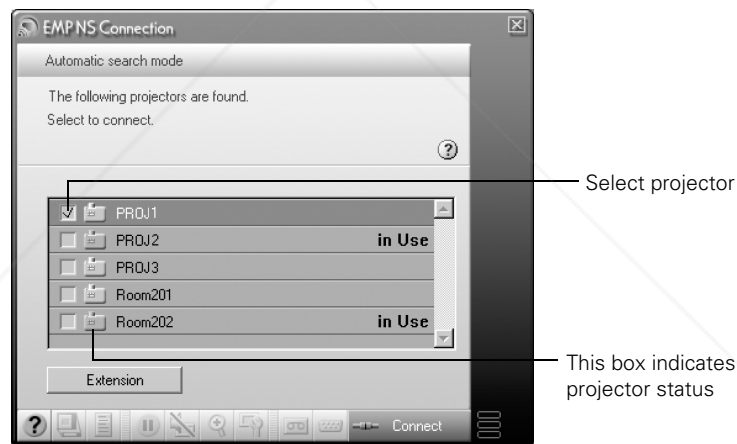 EMP NS Connection
Automatic search mode
The following projectors are found.
Select to connect.
?
Select projector
PROJ1
PROJ2 in Use
PROJ3
Room201
Room202 in Use
This box indicates
projector status
Extension
? Connect